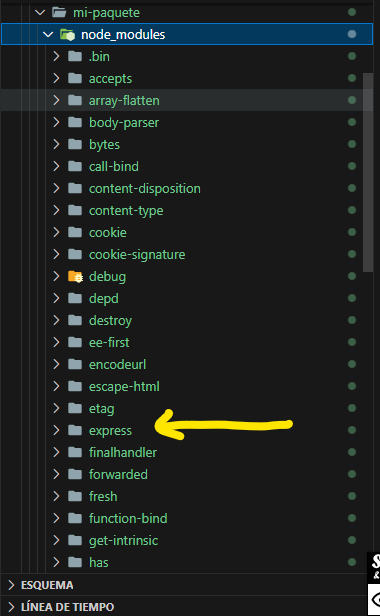 mi-paquete
node_modules
.bin
accepts
array-flatten
body-parser
bytes
call-bind
content-disposition
content-type
cookie
cookie-signature
debug
depd
destroy
ee-first
encodeurl
escape-html
etag
express
finalhandler
forwarded
fresh
function-bind
get-intrinsic
has
ESQUEMA
LÍNEA DE TIEMPO